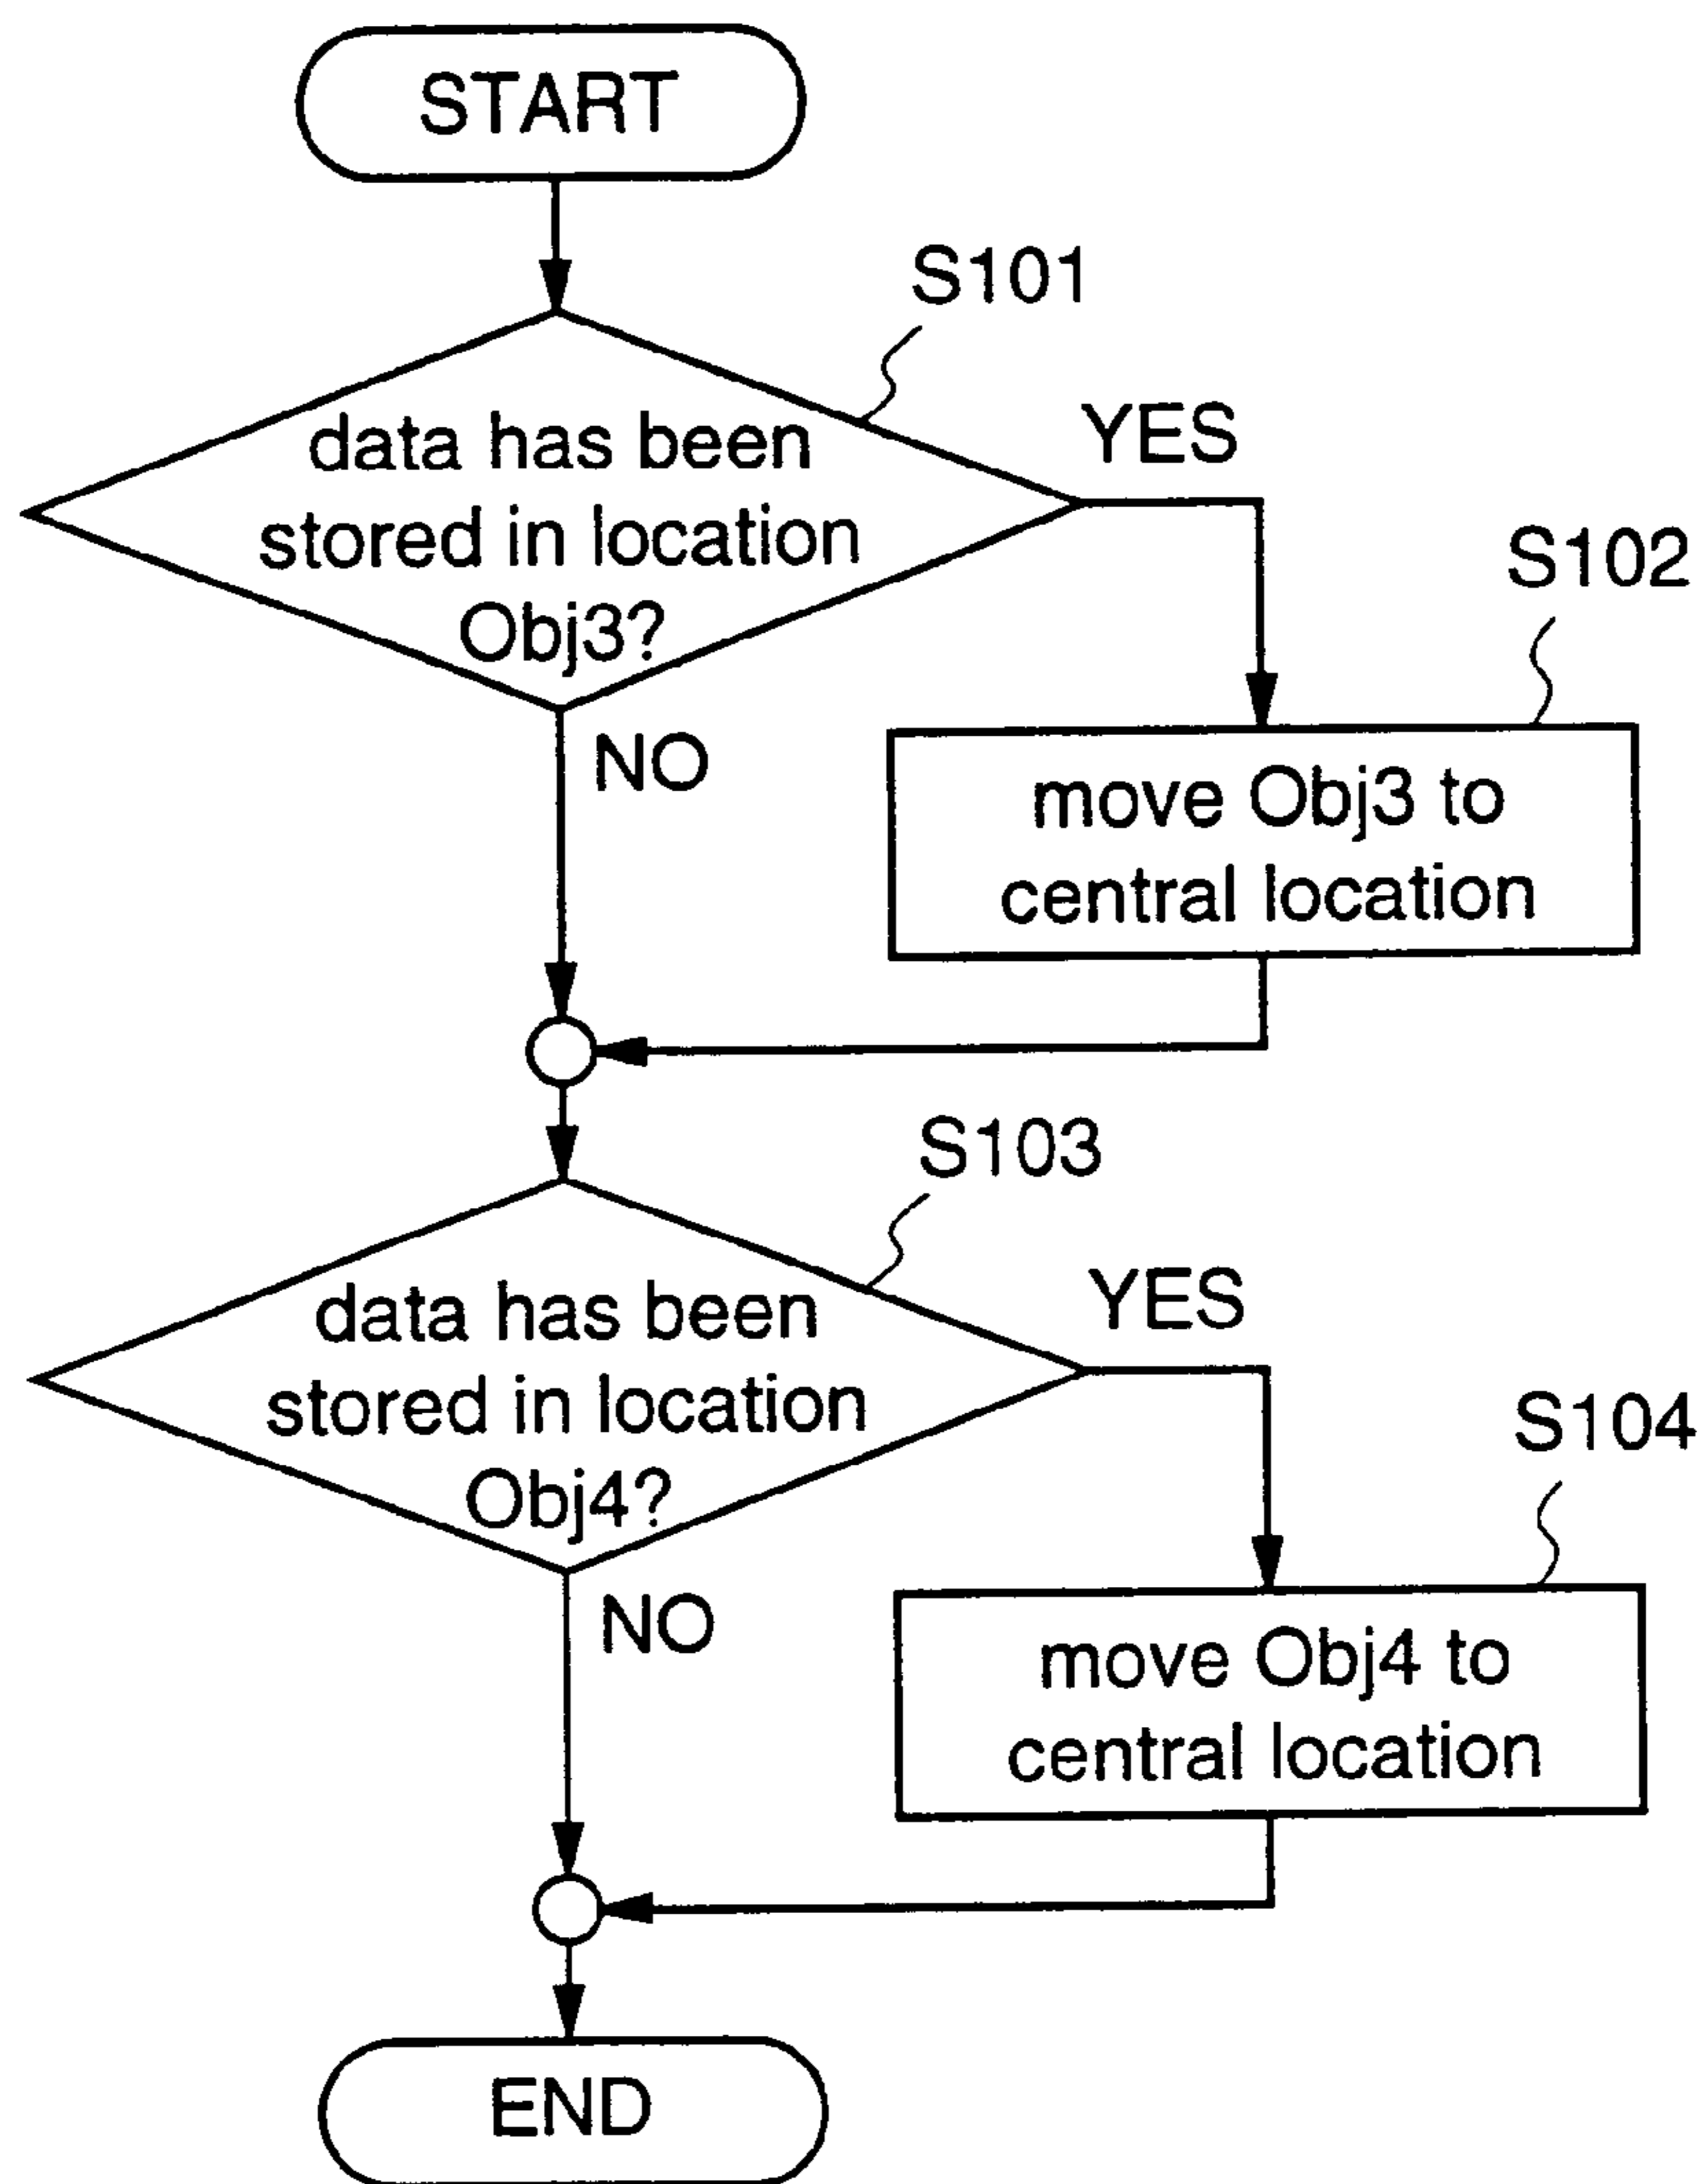 START
S101
data has been
stored in location
Obj3?
YES
S102
NO
move Obj3 to
central location
S103
data has been
stored in location
Obj4?
YES
S104
NO
move Obj4 to
central location
END